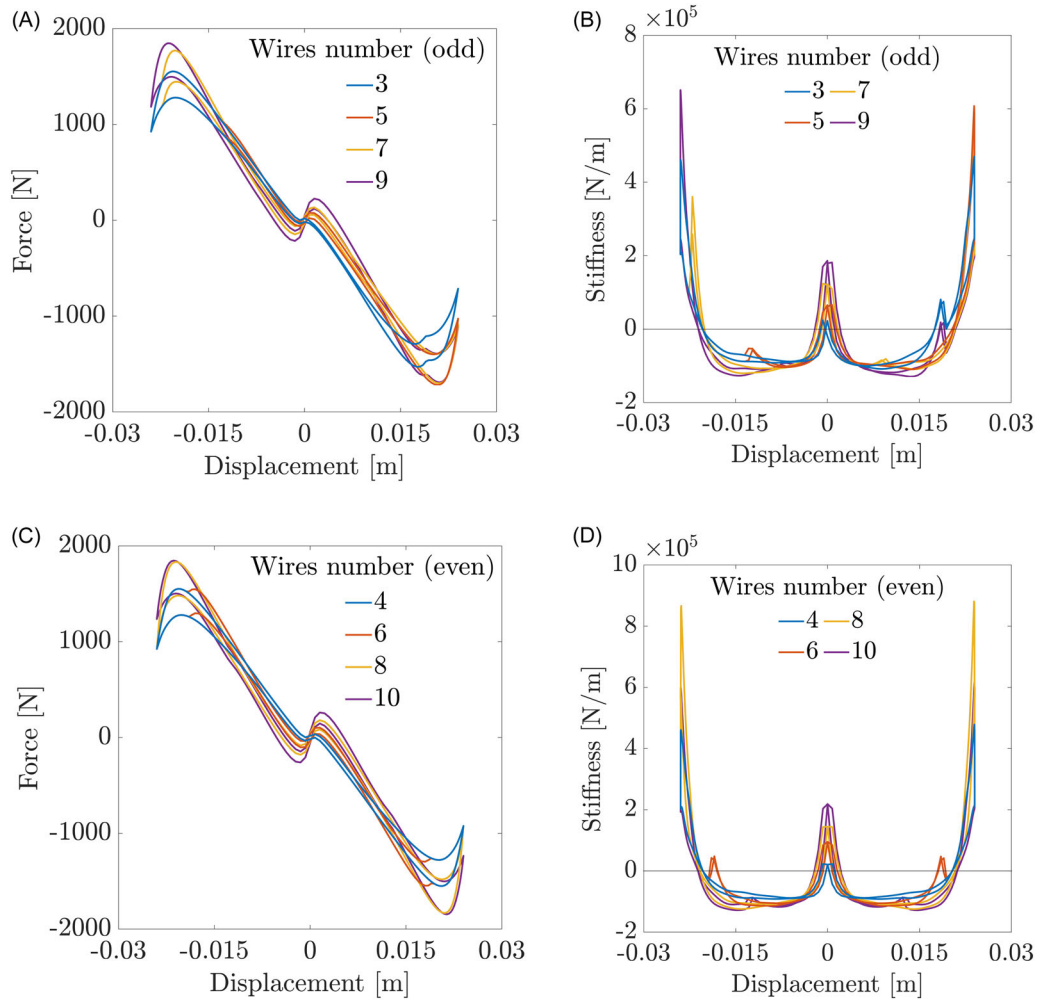 (A)
2000
1000
0
-1000
-2000
Force [N]
Wires number (odd)
3
5
7
9
-0.03 -0.015 0 0.015 0.03
Displacement [m]
(B)
×10⁵
8
6
4
2
0
-2
Stiffness [N/m]
Wires number (odd)
3 7
5 9
-0.03 -0.015 0 0.015 0.03
Displacement [m]
(C)
2000
1000
0
-1000
-2000
Force [N]
Wires number (even)
4
6
8
10
-0.03 -0.015 0 0.015 0.03
Displacement [m]
(D)
×10⁵
10
8
6
4
2
0
-2
Stiffness [N/m]
Wires number (even)
4 8
6 10
-0.03 -0.015 0 0.015 0.03
Displacement [m]